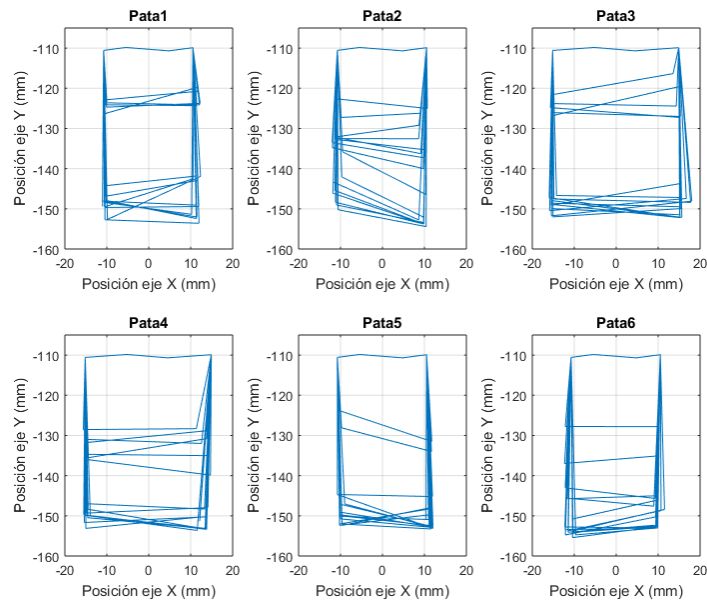 Pata1 Pata2 Pata3
-110 -110 -110
-120 -120 -120
-130 -130 -130
-140 -140 -140
-150 -150 -150
-160 -160 -160
Posición eje Y (mm) Posición eje Y (mm) Posición eje Y (mm)
-20 -10 0 10 20 -20 -10 0 10 20 -20 -10 0 10 20
Posición eje X (mm) Posición eje X (mm) Posición eje X (mm)
Pata4 Pata5 Pata6
-110 -110 -110
-120 -120 -120
-130 -130 -130
-140 -140 -140
-150 -150 -150
-160 -160 -160
Posición eje Y (mm) Posición eje Y (mm) Posición eje Y (mm)
-20 -10 0 10 20 -20 -10 0 10 20 -20 -10 0 10 20
Posición eje X (mm) Posición eje X (mm) Posición eje X (mm)